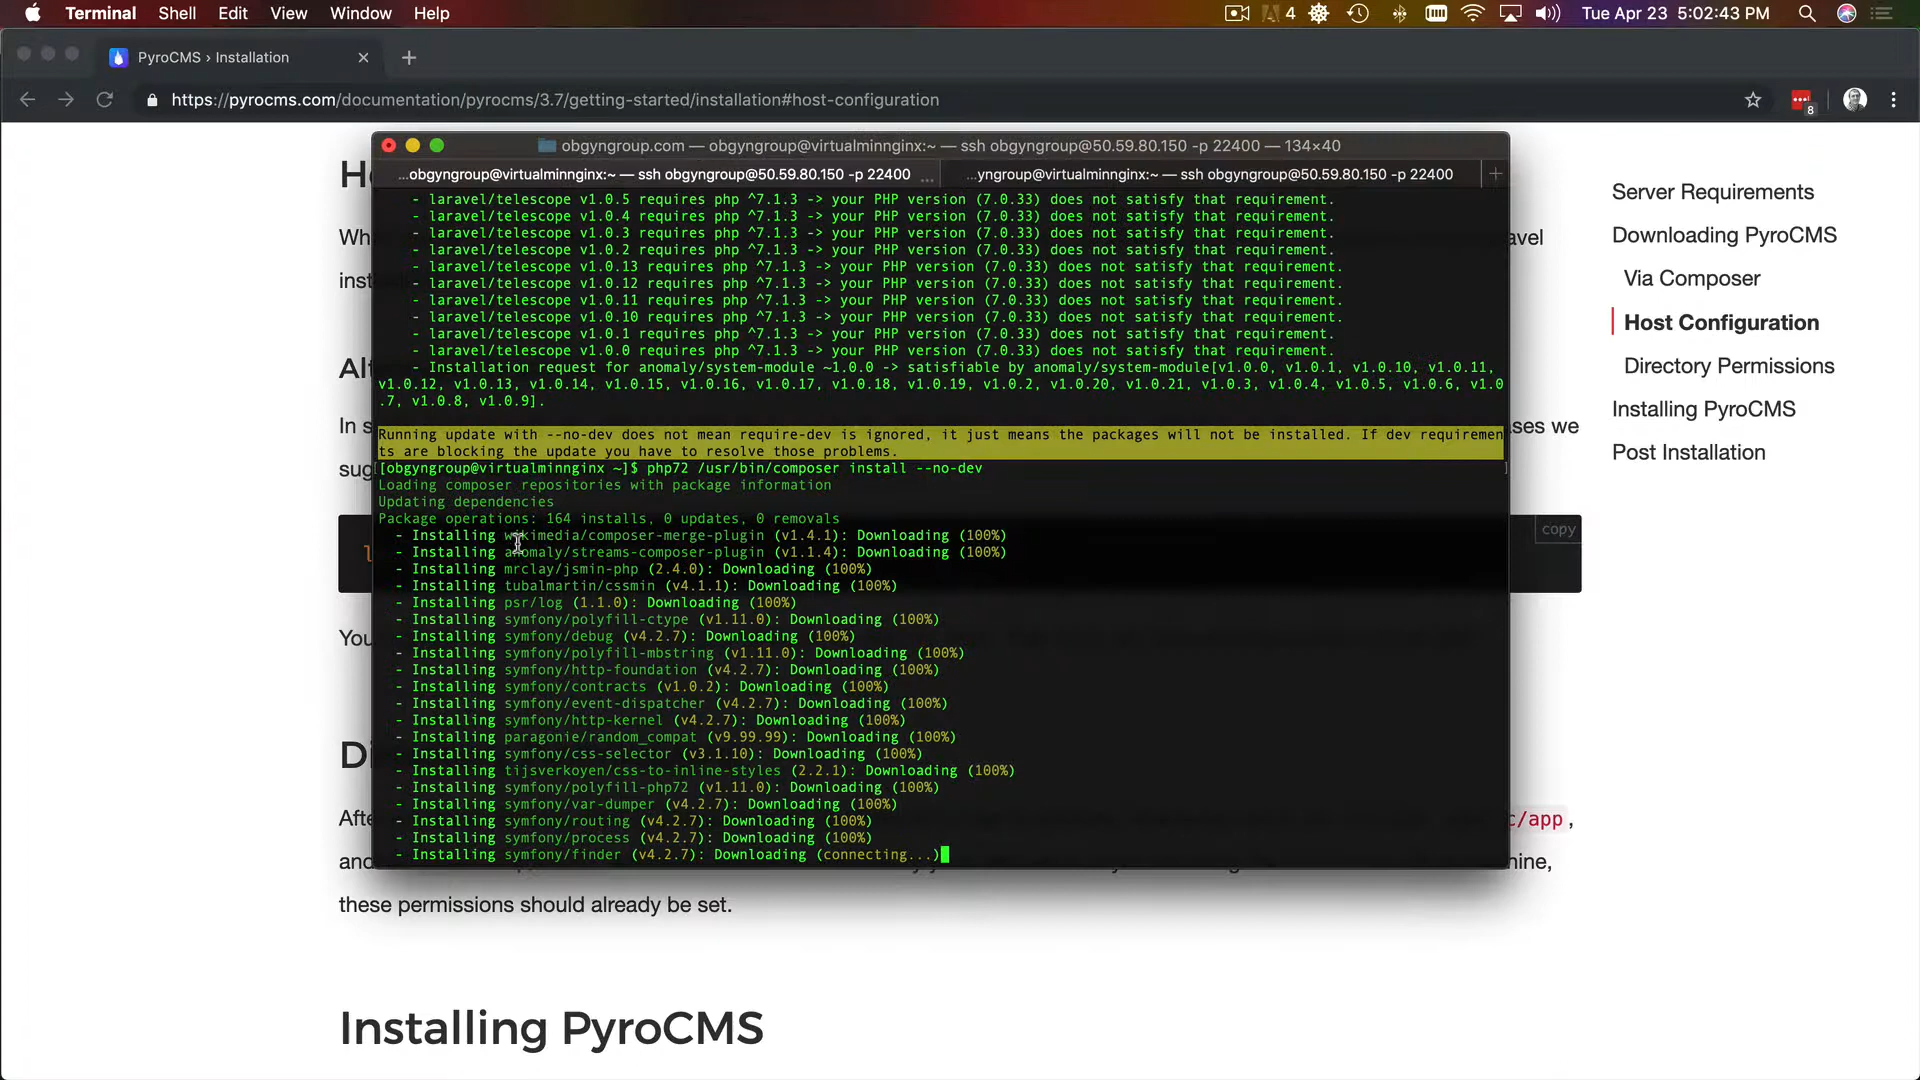 Terminal Shell Edit View Window Help 4 Tue Apr 23 5:02:43 PM
PyroCMS › Installation
https://pyrocms.com/documentation/pyrocms/3.7/getting-started/installation#host-configuration 8
obgyngroup.com — obgyngroup@virtualminnginx:~ — ssh obgyngroup@50.59.80.150 -p 22400 — 134×40
...obgyngroup@virtualminnginx:~ — ssh obgyngroup@50.59.80.150 -p 22400 ... ...yngroup@virtualminnginx:~ — ssh obgyngroup@50.59.80.150 -p 22400
- laravel/telescope v1.0.5 requires php ^7.1.3 -> your PHP version (7.0.33) does not satisfy that requirement.
- laravel/telescope v1.0.4 requires php ^7.1.3 -> your PHP version (7.0.33) does not satisfy that requirement.
- laravel/telescope v1.0.3 requires php ^7.1.3 -> your PHP version (7.0.33) does not satisfy that requirement.
- laravel/telescope v1.0.2 requires php ^7.1.3 -> your PHP version (7.0.33) does not satisfy that requirement.
- laravel/telescope v1.0.13 requires php ^7.1.3 -> your PHP version (7.0.33) does not satisfy that requirement.
- laravel/telescope v1.0.12 requires php ^7.1.3 -> your PHP version (7.0.33) does not satisfy that requirement.
- laravel/telescope v1.0.11 requires php ^7.1.3 -> your PHP version (7.0.33) does not satisfy that requirement.
- laravel/telescope v1.0.10 requires php ^7.1.3 -> your PHP version (7.0.33) does not satisfy that requirement.
- laravel/telescope v1.0.1 requires php ^7.1.3 -> your PHP version (7.0.33) does not satisfy that requirement.
- laravel/telescope v1.0.0 requires php ^7.1.3 -> your PHP version (7.0.33) does not satisfy that requirement.
- Installation request for anomaly/system-module ~1.0.0 -> satisfiable by anomaly/system-module[v1.0.0, v1.0.1, v1.0.10, v1.0.11,
v1.0.12, v1.0.13, v1.0.14, v1.0.15, v1.0.16, v1.0.17, v1.0.18, v1.0.19, v1.0.2, v1.0.20, v1.0.21, v1.0.3, v1.0.4, v1.0.5, v1.0.6, v1.0
.7, v1.0.8, v1.0.9].
Running update with --no-dev does not mean require-dev is ignored, it just means the packages will not be installed. If dev requiremen
ts are blocking the update you have to resolve those problems.
[[obgyngroup@virtualminnginx ~]$ php72 /usr/bin/composer install --no-dev ]
Loading composer repositories with package information
Updating dependencies
Package operations: 164 installs, 0 updates, 0 removals
- Installing wikimedia/composer-merge-plugin (v1.4.1): Downloading (100%)
- Installing anomaly/streams-composer-plugin (v1.1.4): Downloading (100%)
- Installing mrclay/jsmin-php (2.4.0): Downloading (100%)
- Installing tubalmartin/cssmin (v4.1.1): Downloading (100%)
- Installing psr/log (1.1.0): Downloading (100%)
- Installing symfony/polyfill-ctype (v1.11.0): Downloading (100%)
- Installing symfony/debug (v4.2.7): Downloading (100%)
- Installing symfony/polyfill-mbstring (v1.11.0): Downloading (100%)
- Installing symfony/http-foundation (v4.2.7): Downloading (100%)
- Installing symfony/contracts (v1.0.2): Downloading (100%)
- Installing symfony/event-dispatcher (v4.2.7): Downloading (100%)
- Installing symfony/http-kernel (v4.2.7): Downloading (100%)
- Installing paragonie/random_compat (v9.99.99): Downloading (100%)
- Installing symfony/css-selector (v3.1.10): Downloading (100%)
- Installing tijsverkoyen/css-to-inline-styles (2.2.1): Downloading (100%)
- Installing symfony/polyfill-php72 (v1.11.0): Downloading (100%)
- Installing symfony/var-dumper (v4.2.7): Downloading (100%)
- Installing symfony/routing (v4.2.7): Downloading (100%)
- Installing symfony/process (v4.2.7): Downloading (100%)
- Installing symfony/finder (v4.2.7): Downloading (connecting...)
copy
these permissions should already be set.
Installing PyroCMS
Server Requirements
Downloading PyroCMS
Via Composer
Host Configuration
Directory Permissions
Installing PyroCMS
Post Installation